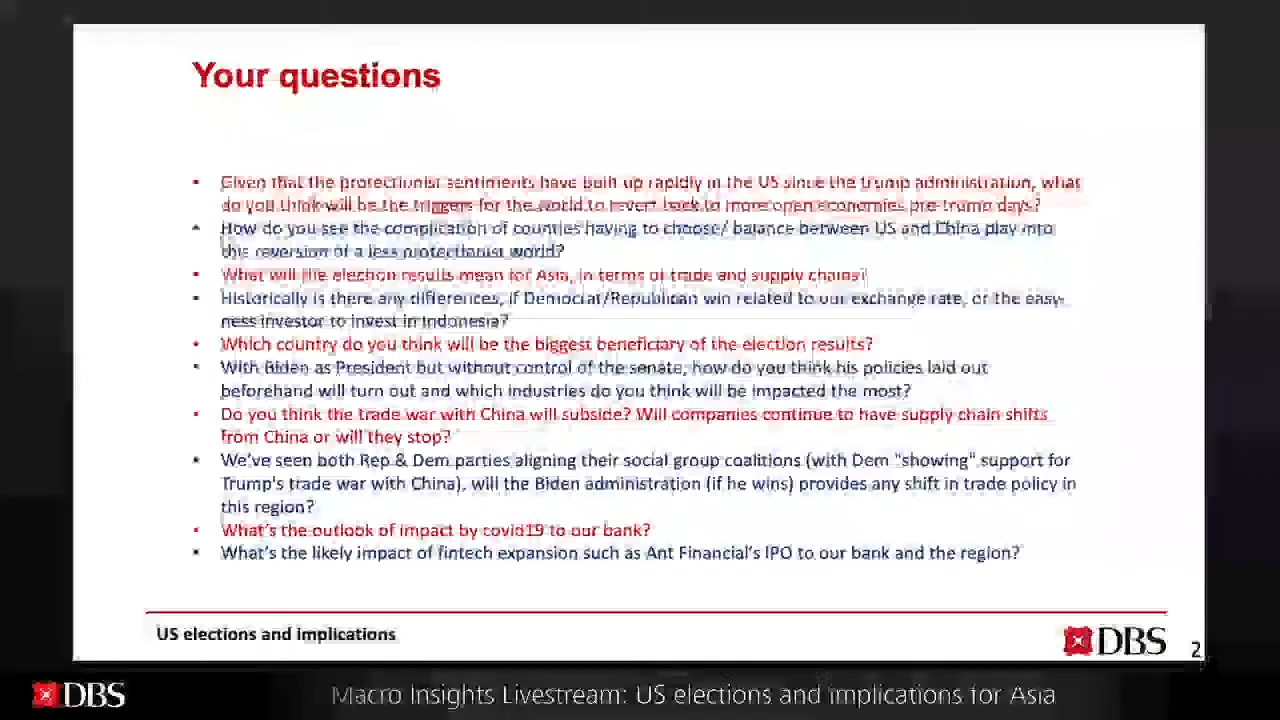 Your questions
• Given that the protectionist sentiments have built up rapidly in the US since the trump administration, what
do you think will be the triggers for the world to revert back to more open economies pre-trump days?
• How do you see the complication of counties having to choose/ balance between US and China play into
the reversion of a less protectionist world?
• What will the election results mean for Asia, in terms of trade and supply chains?
• Historically is there any differences, if Democrat/Republican win related to our exchange rate, or the easy-
ness investor to invest in Indonesia?
• Which country do you think will be the biggest beneficiary of the election results?
• With Biden as President but without control of the senate, how do you think his policies laid out
beforehand will turn out and which industries do you think will be impacted the most?
• Do you think the trade war with China will subside? Will companies continue to have supply chain shifts
from China or will they stop?
• We've seen both Rep & Dem parties aligning their social group coalitions (with Dem "showing" support for
Trump's trade war with China), will the Biden administration (if he wins) provides any shift in trade policy in
this region?
• What's the outlook of impact by covid19 to our bank?
• What's the likely impact of fintech expansion such as Ant Financial's IPO to our bank and the region?
US elections and implications
DBS
2
DBS
Macro Insights Livestream: US elections and implications for Asia